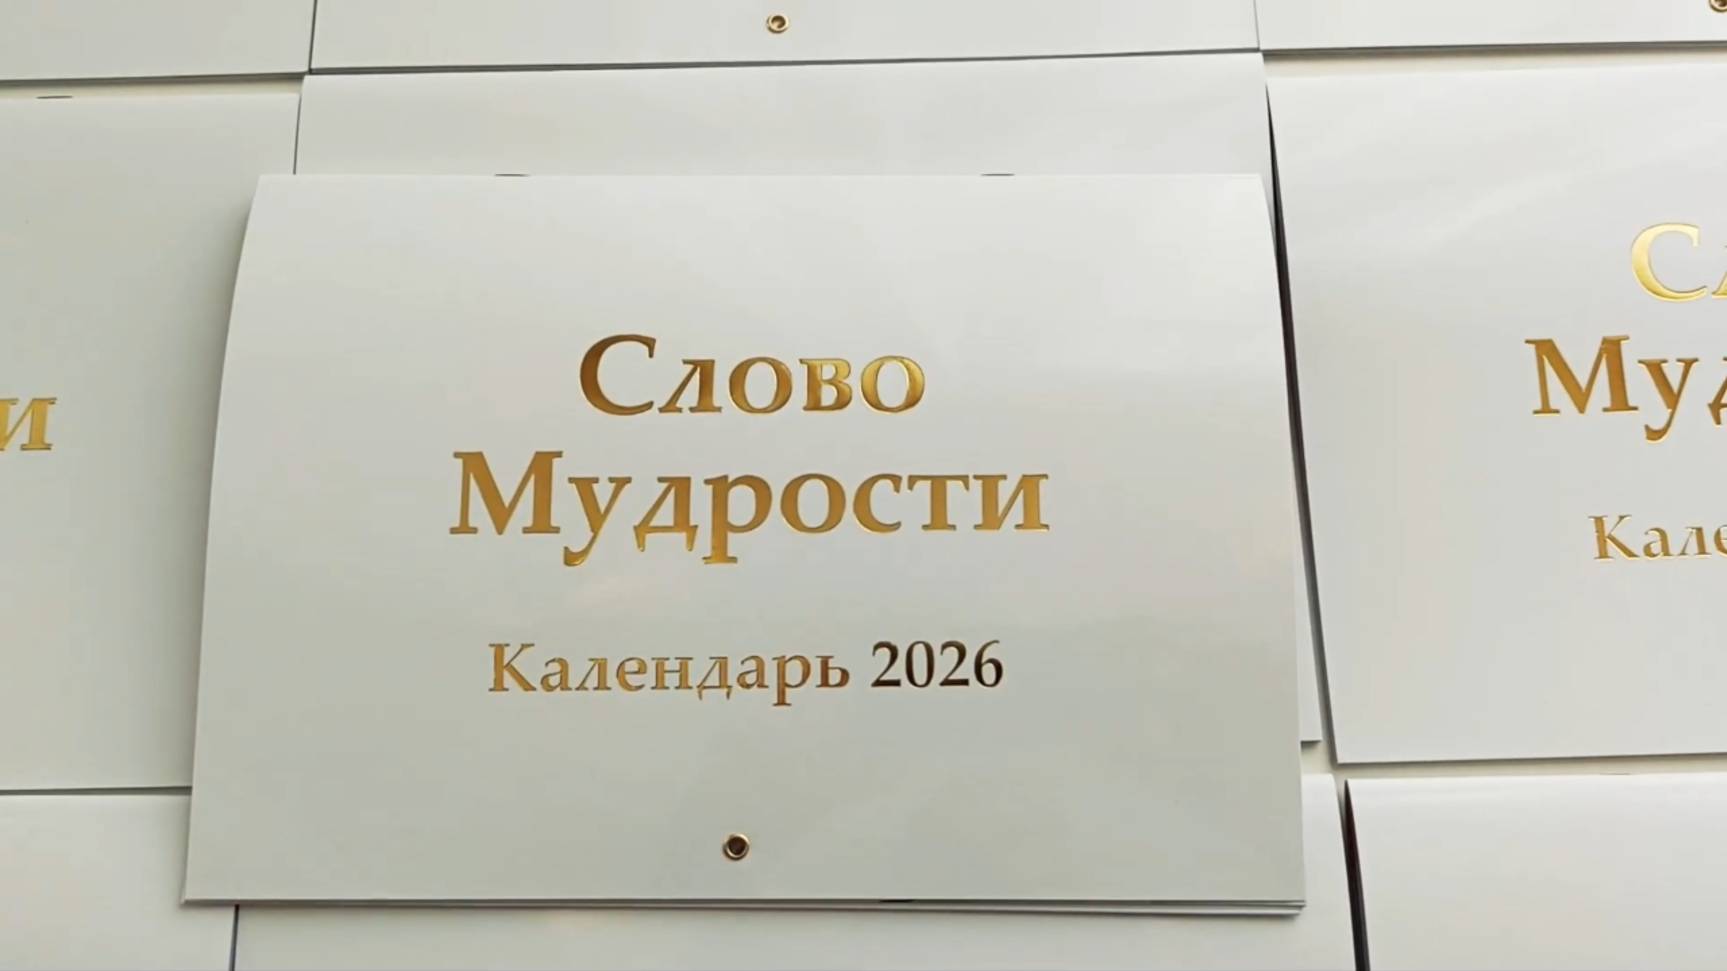 Слово
Мудрости
Календарь 2026